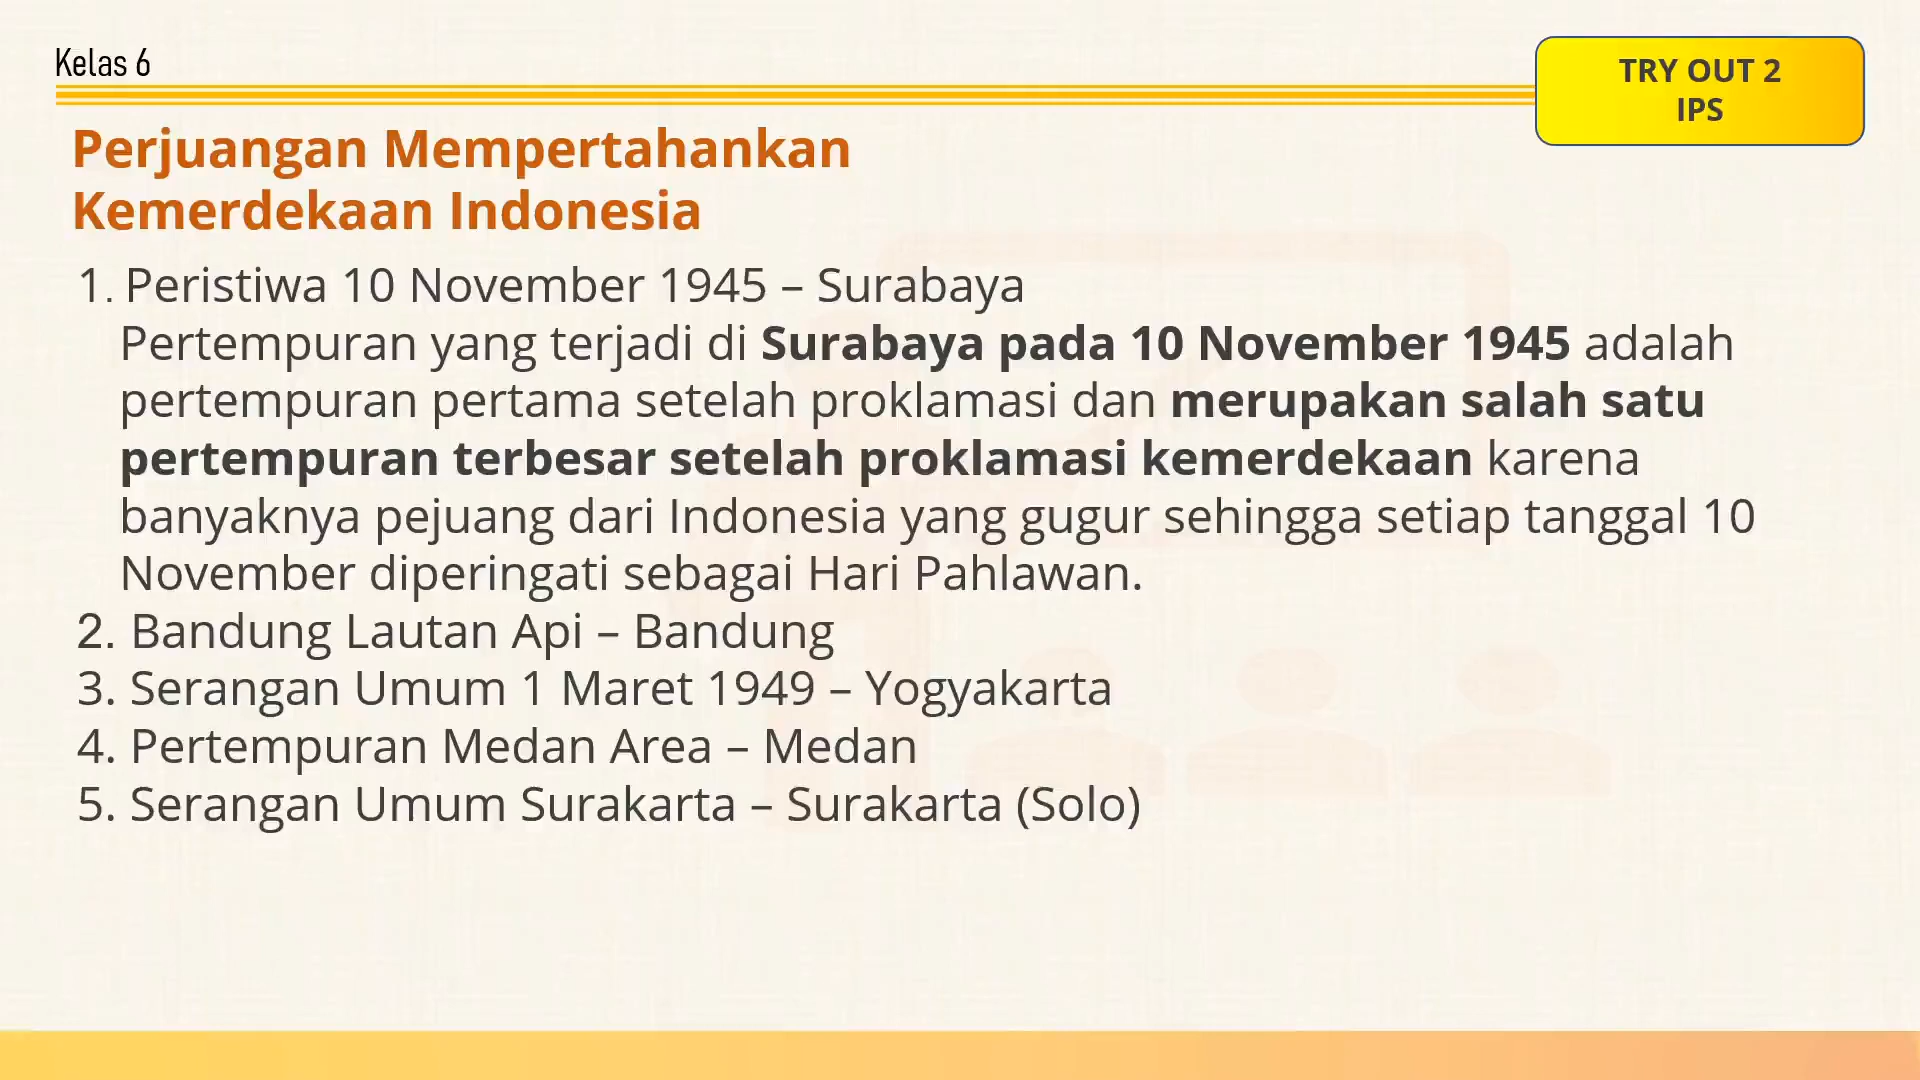 Kelas 6
TRY OUT 2
IPS
Perjuangan Mempertahankan
Kemerdekaan Indonesia
1. Peristiwa 10 November 1945 – Surabaya
Pertempuran yang terjadi di Surabaya pada 10 November 1945 adalah
pertempuran pertama setelah proklamasi dan merupakan salah satu
pertempuran terbesar setelah proklamasi kemerdekaan karena
banyaknya pejuang dari Indonesia yang gugur sehingga setiap tanggal 10
November diperingati sebagai Hari Pahlawan.
2. Bandung Lautan Api – Bandung
3. Serangan Umum 1 Maret 1949 – Yogyakarta
4. Pertempuran Medan Area – Medan
5. Serangan Umum Surakarta – Surakarta (Solo)